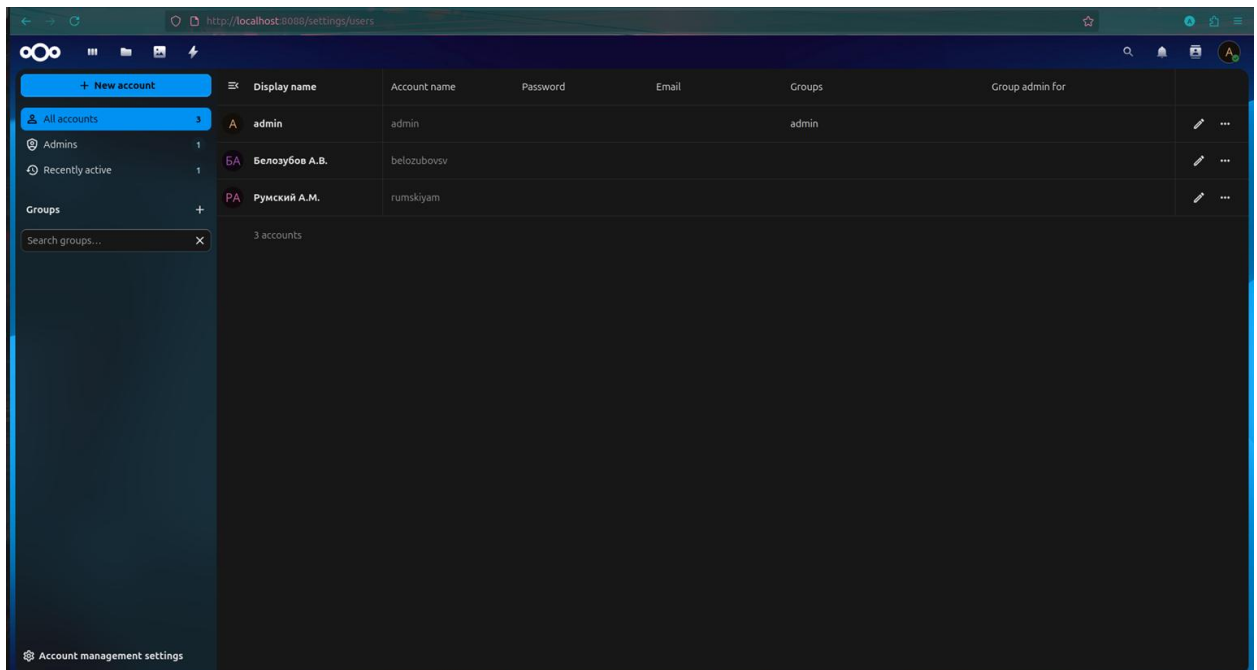 http://localhost:8088/settings/users
A
+ New account
All accounts 3
Admins 1
Recently active 1
Groups +
Search groups...
Display name Account name Password Email Groups Group admin for
A admin admin admin
БА Белозубов А.В. belozubovsv
РА Румский А.М. rumskiyam
3 accounts
Account management settings